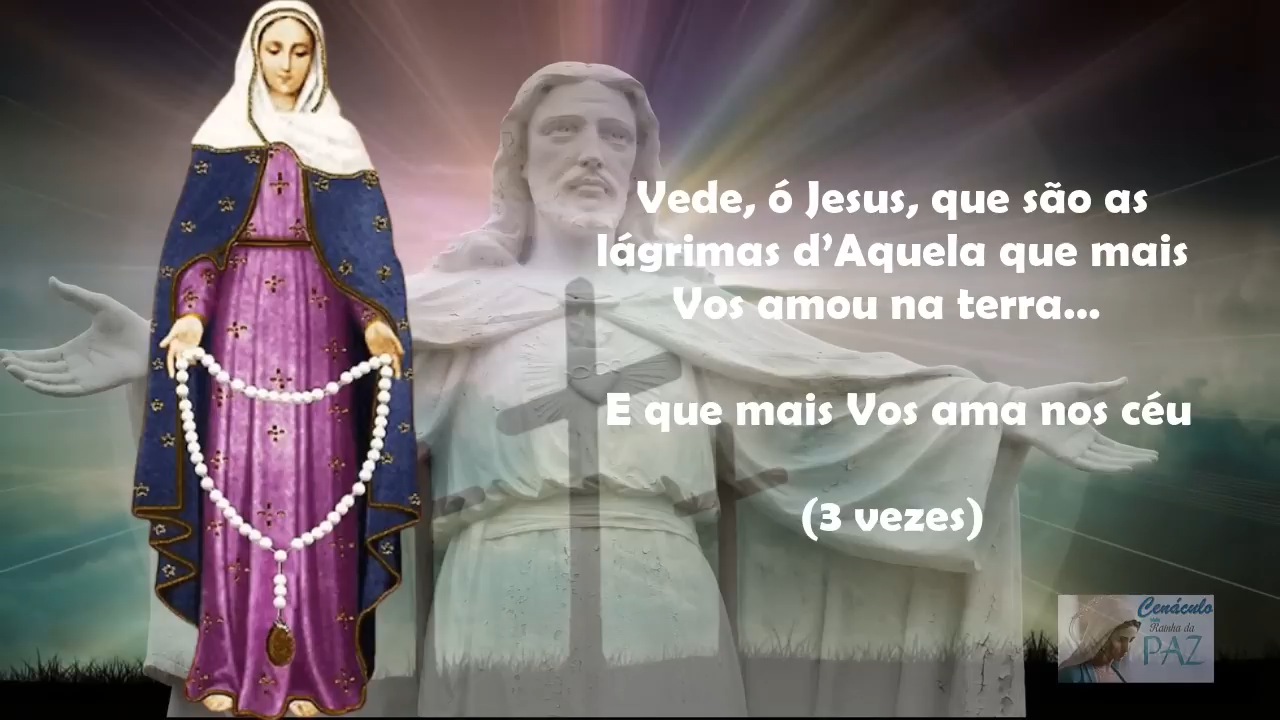 Vede, ó Jesus, que são as
lágrimas d’Aquela que mais
Vos amou na terra...
E que mais Vos ama nos céu
(3 vezes)
Cenáculo
Rainha da
PAZ